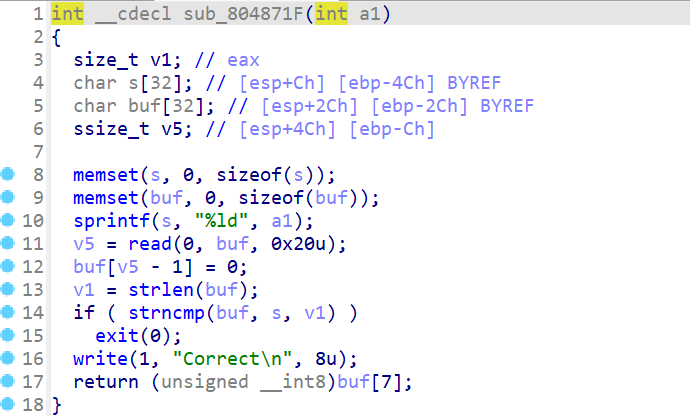 1 int __cdecl sub_804871F(int a1)
2 {
3 size_t v1; // eax
4 char s[32]; // [esp+Ch] [ebp-4Ch] BYREF
5 char buf[32]; // [esp+2Ch] [ebp-2Ch] BYREF
6 ssize_t v5; // [esp+4Ch] [ebp-Ch]
7
8 memset(s, 0, sizeof(s));
9 memset(buf, 0, sizeof(buf));
10 sprintf(s, "%ld", a1);
11 v5 = read(0, buf, 0x20u);
12 buf[v5 - 1] = 0;
13 v1 = strlen(buf);
14 if ( strncmp(buf, s, v1) )
15 exit(0);
16 write(1, "Correct\n", 8u);
17 return (unsigned __int8)buf[7];
18 }